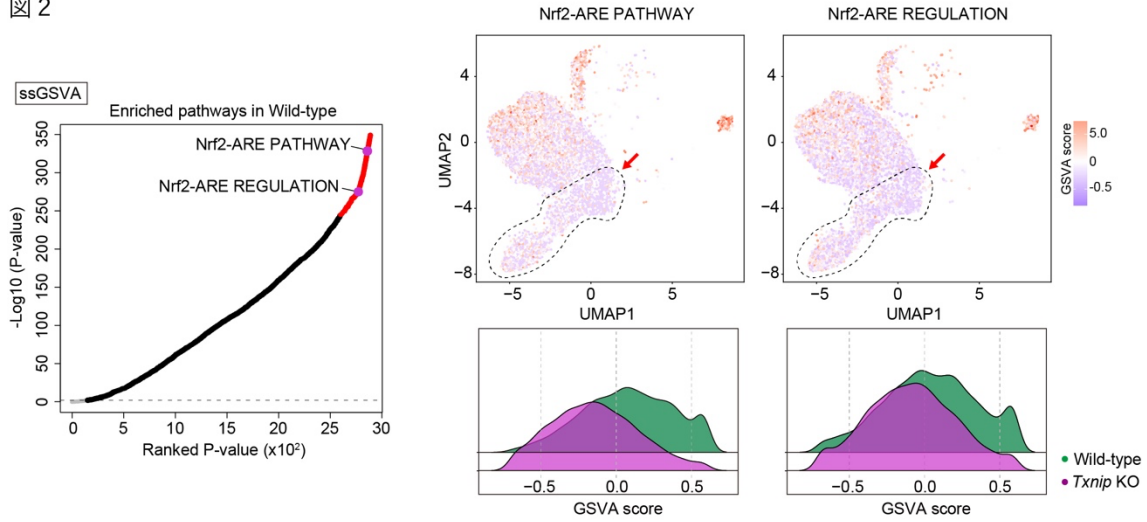 図 2
ssGSVA
Enriched pathways in Wild-type
Nrf2-ARE PATHWAY
Nrf2-ARE REGULATION
-Log10 (P-value)
350
300
250
200
150
100
50
0
0 5 10 15 20 25 30
Ranked P-value (x10²)
Nrf2-ARE PATHWAY
UMAP2
4
0
−4
−8
−5 0 5
UMAP1
Nrf2-ARE REGULATION
4
0
−4
−8
−5 0 5
UMAP1
GSVA score
5.0
0
-0.5
−0.5 0.0 0.5
GSVA score
−0.5 0.0 0.5
GSVA score
Wild-type
Txnip KO